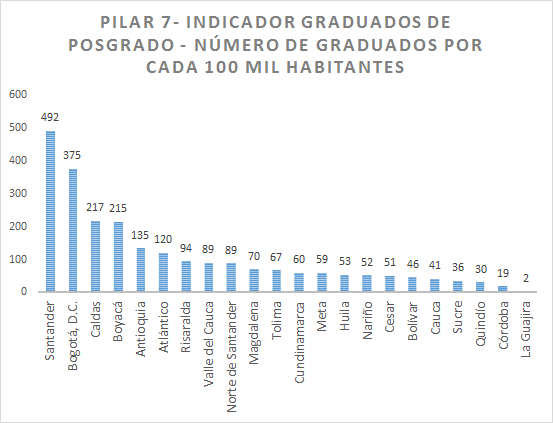 PILAR 7- INDICADOR GRADUADOS DE
POSGRADO - NÚMERO DE GRADUADOS POR
CADA 100 MIL HABITANTES
600
500
400
300
200
100
0
492
375
217
215
135
120
94
89
89
70
67
60
59
53
52
51
46
41
36
30
19
2
Santander
Bogotá, D.C.
Caldas
Boyacá
Antioquia
Atlántico
Risaralda
Valle del Cauca
Norte de Santander
Magdalena
Tolima
Cundinamarca
Meta
Huila
Nariño
Cesar
Bolívar
Cauca
Sucre
Quindío
Córdoba
La Guajira